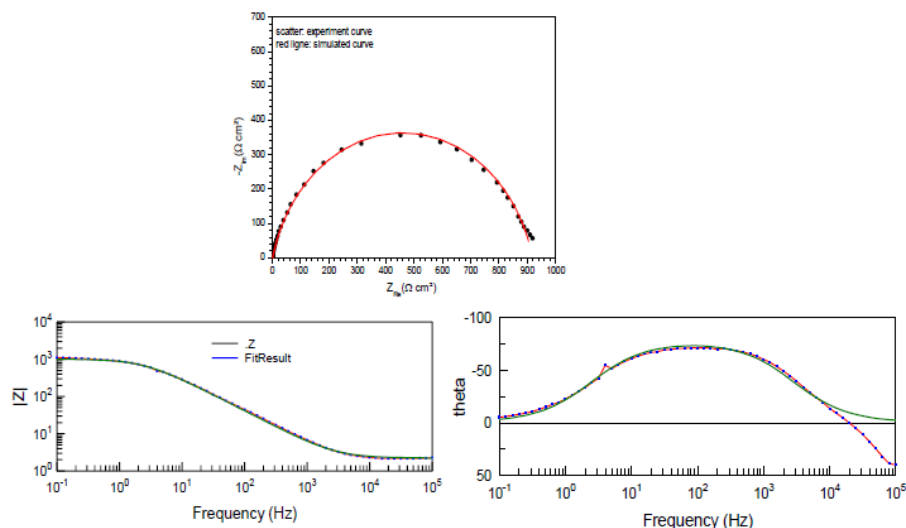 700
scatter: experiment curve
red ligne: simulated curve
600
500
400
300
200
100
0
-Z_Im(Ω cm²)
0 100 200 300 400 500 600 700 800 900 1000
Z_Re(Ω cm²)
10⁴
10³
10²
10¹
10⁰
|Z|
.Z
FitResult
10⁻¹ 10⁰ 10¹ 10² 10³ 10⁴ 10⁵
Frequency (Hz)
-100
-50
0
50
theta
10⁻¹ 10⁰ 10¹ 10² 10³ 10⁴ 10⁵
Frequency (Hz)